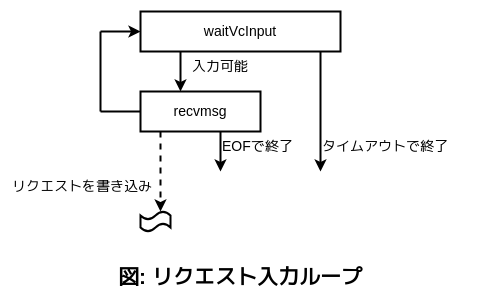 waitVcInput
入力可能
recvmsg
EOFで終了
タイムアウトで終了
リクエストを書き込み
図: リクエスト入力ループ